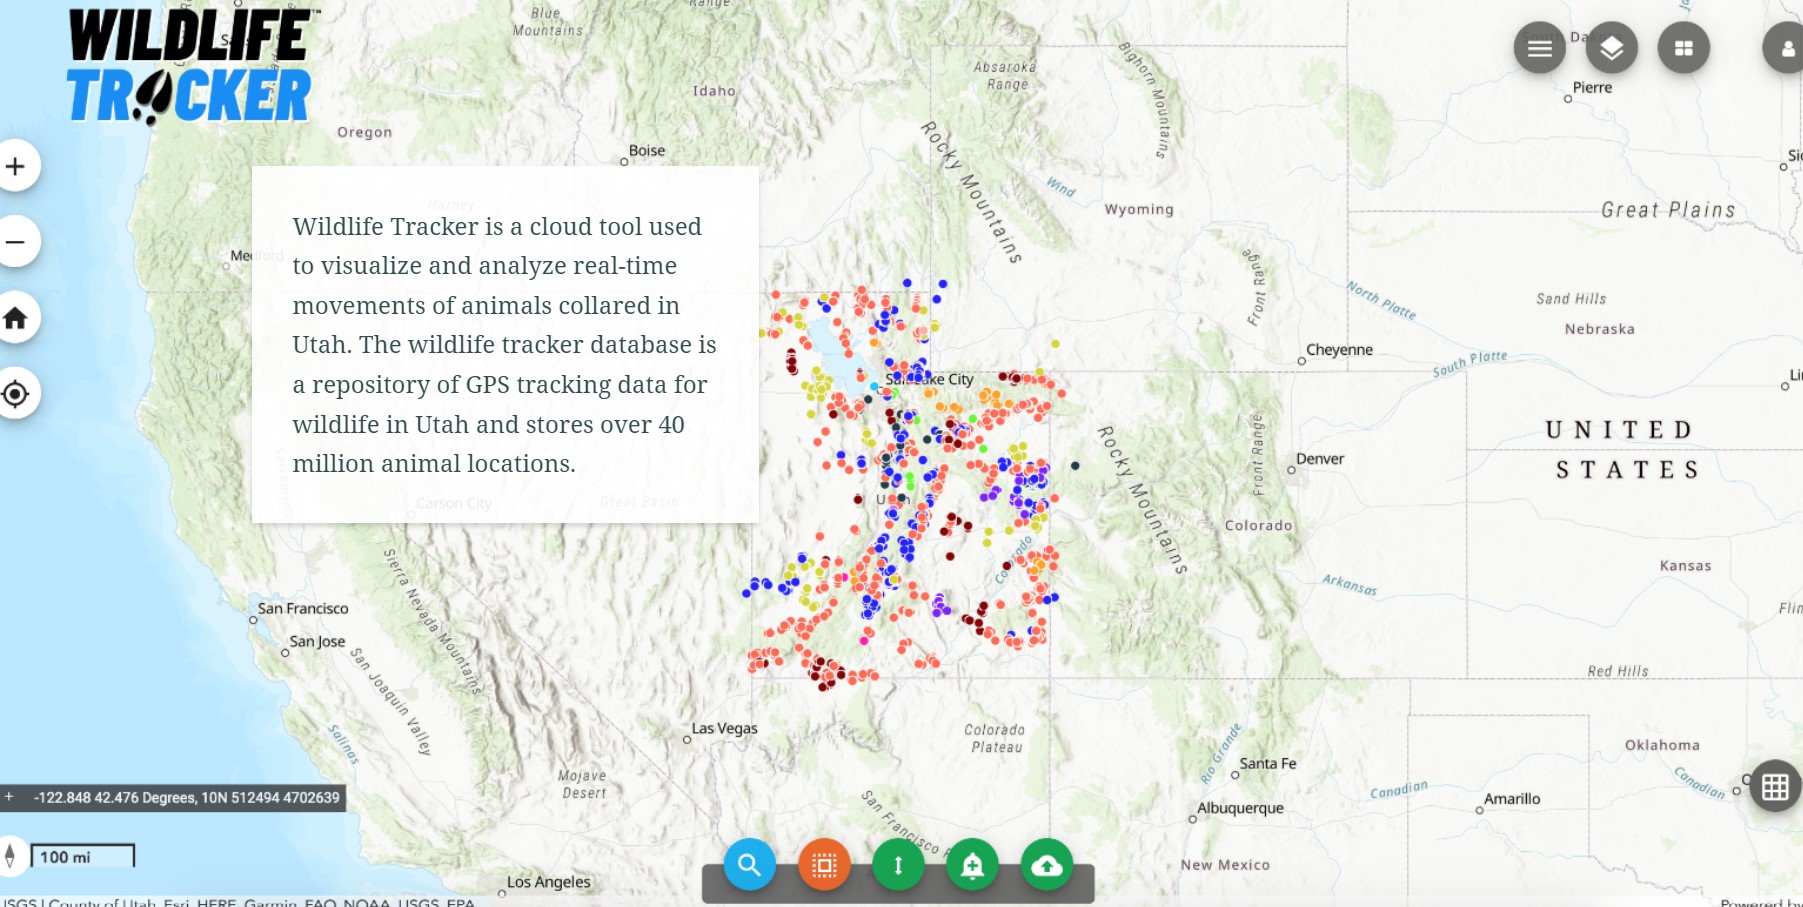 WILDLIFE
TRACKER
Wildlife Tracker is a cloud tool used
to visualize and analyze real-time
movements of animals collared in
Utah. The wildlife tracker database is
a repository of GPS tracking data for
wildlife in Utah and stores over 40
million animal locations.
Blue
Mountains
Range
Idaho
Oregon
Boise
Absaroka
Range
Bighorn Mountains
Rocky Mountains
Wind
Wyoming
South Dakota
Pierre
Great Plains
Medford
Harney
Front Range
North Platte
Sand Hills
Nebraska
Cheyenne
South Platte
Salt Lake City
UNITED
STATES
Rocky Mountains
Front Range
Denver
Carson City
Great Basin
Utah
Colorado
Colorado
Kansas
Arkansas
San Francisco
San Jose
Sierra Nevada Mountains
San Joaquin Valley
Salinas
Red Hills
Las Vegas
Colorado
Plateau
Mojave
Desert
Rio Grande
Santa Fe
Albuquerque
Oklahoma
Canadian
Canadian
Amarillo
San Francisco P
New Mexico
Los Angeles
+ -122.848 42.476 Degrees, 10N 512494 4702639
100 mi
USGS | County of Utah, Esri, HERE, Garmin, FAO, NOAA, USGS, EPA
Powered by